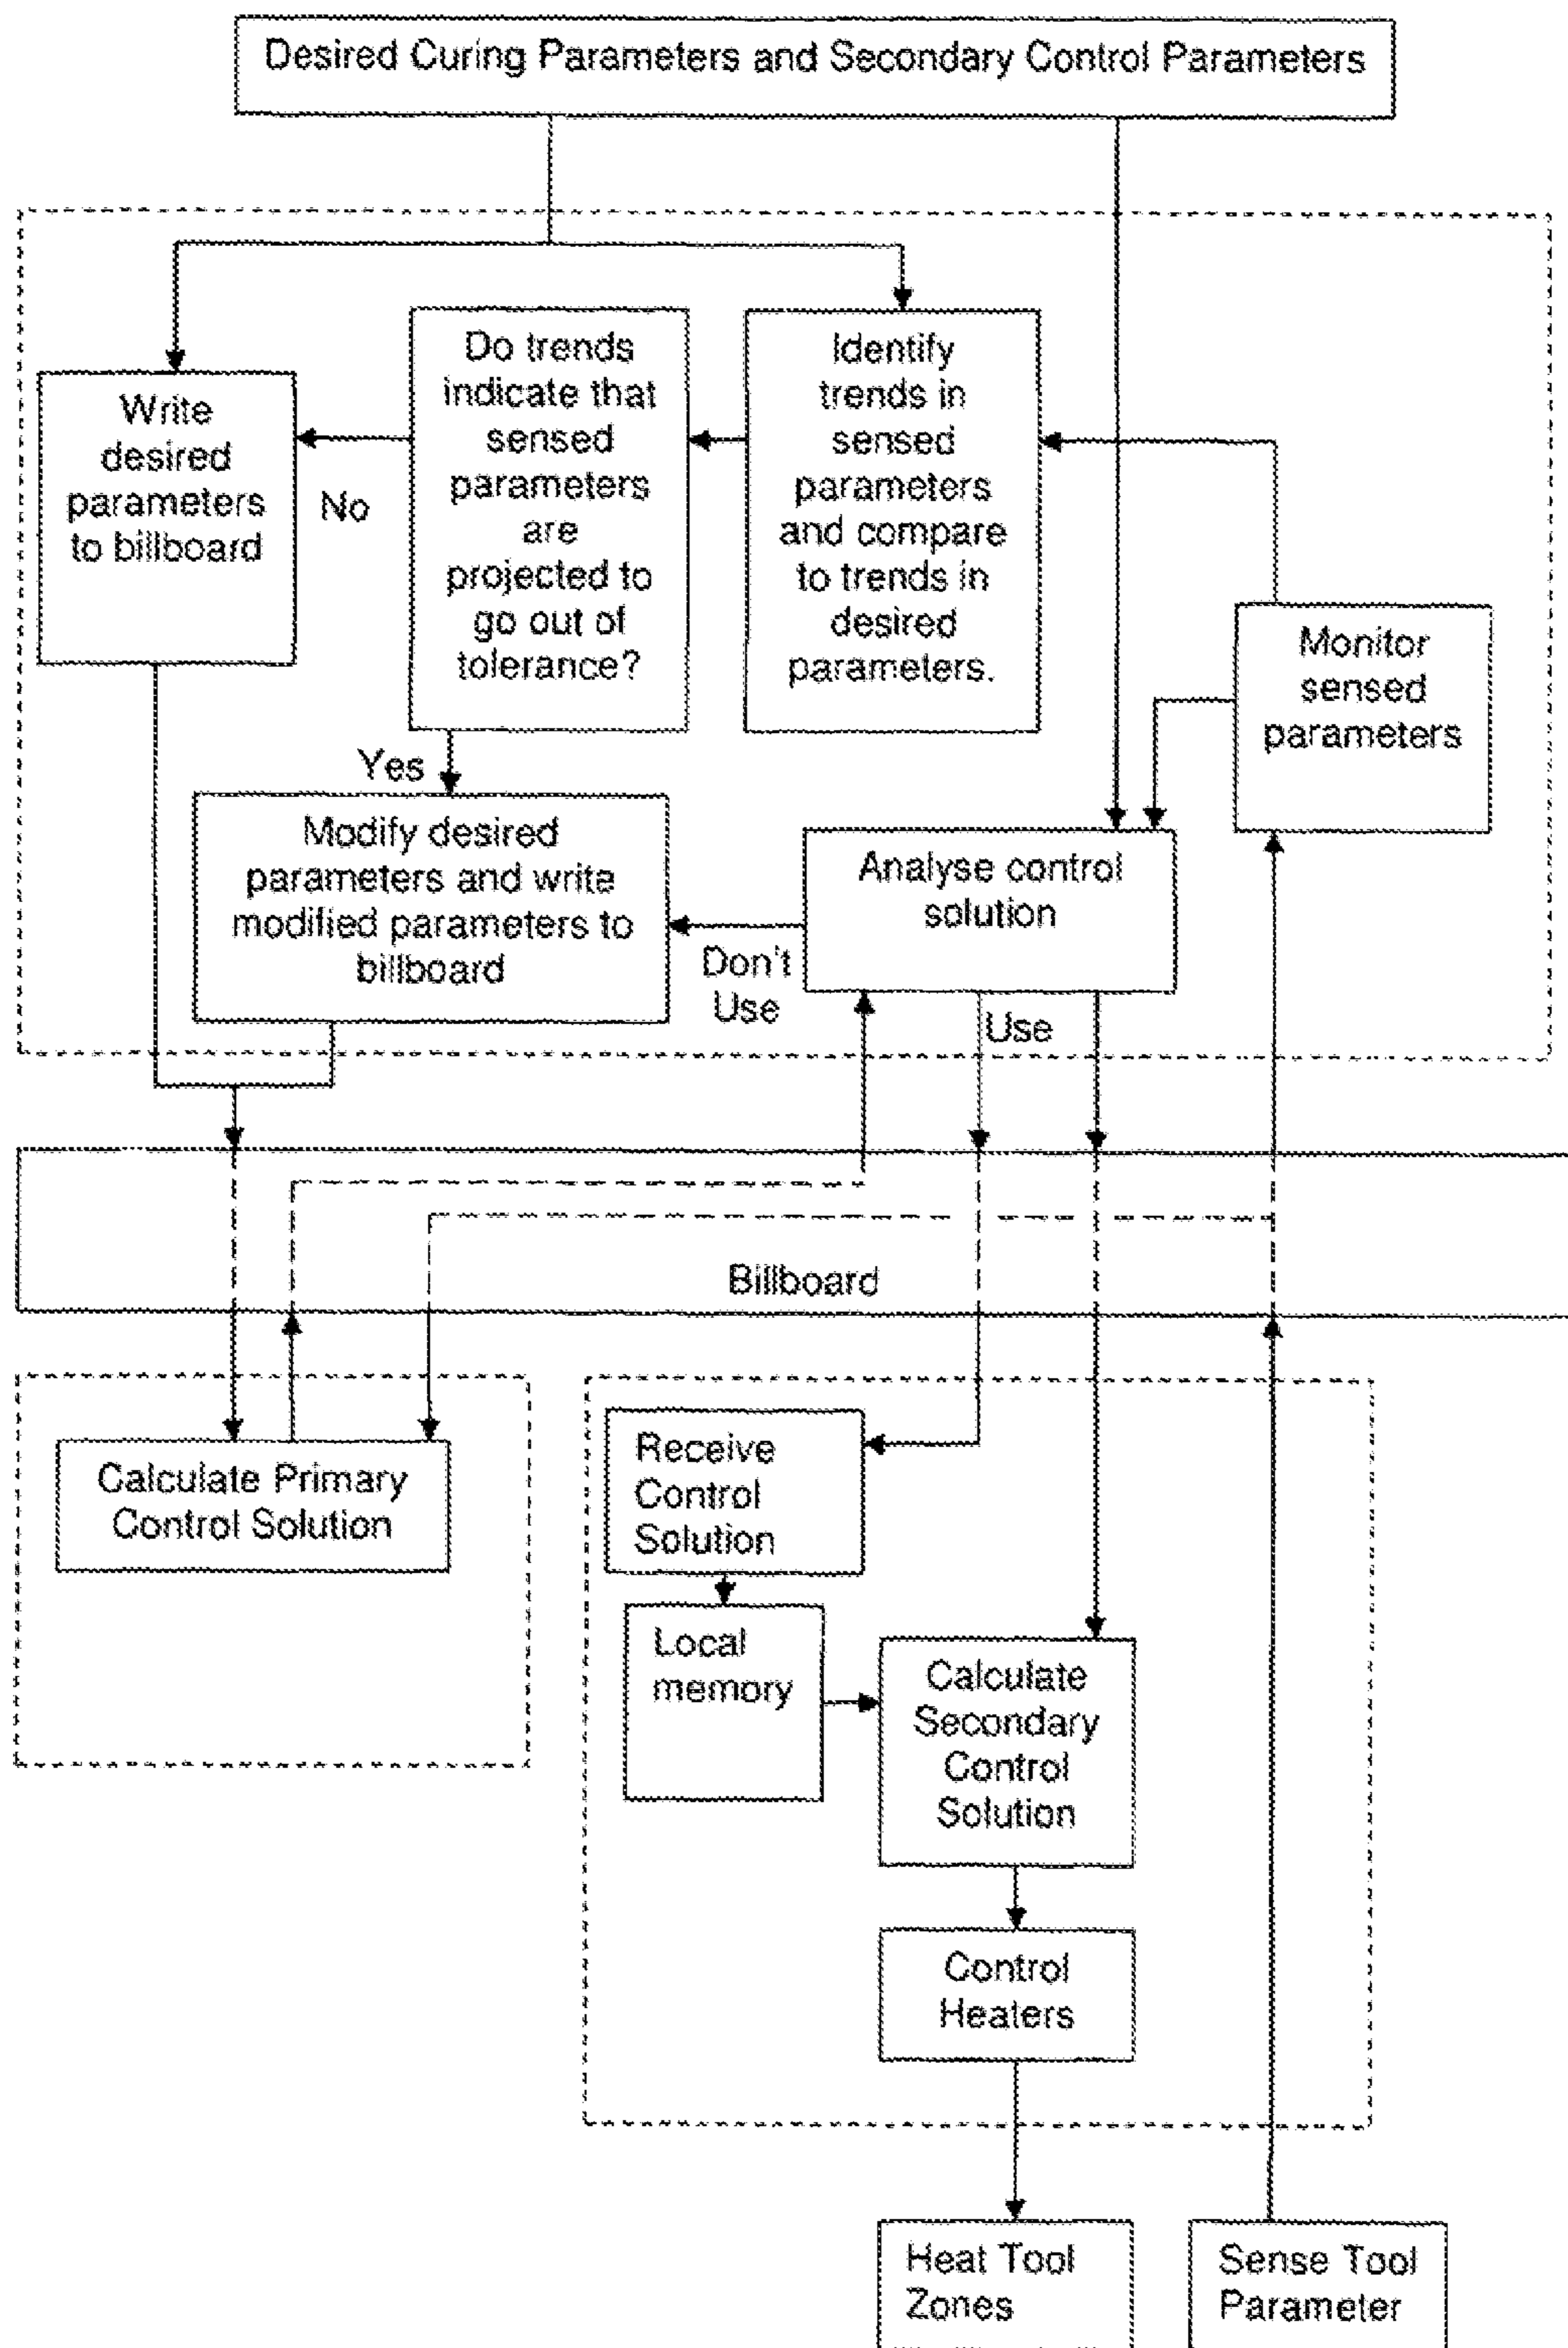 Desired Curing Parameters and Secondary Control Parameters
Write
desired
parameters
to billboard
No
Do trends
indicate that
sensed
parameters
are
projected to
go out of
tolerance?
Identify
trends in
sensed
parameters
and compare
to trends in
desired
parameters.
Monitor
sensed
parameters
Yes
Modify desired
parameters and write
modified parameters to
billboard
Don't
Use
Analyse control
solution
Use
Billboard
Calculate Primary
Control Solution
Receive
Control
Solution
Local
memory
Calculate
Secondary
Control
Solution
Control
Heaters
Heat Tool
Zones
Sense Tool
Parameter